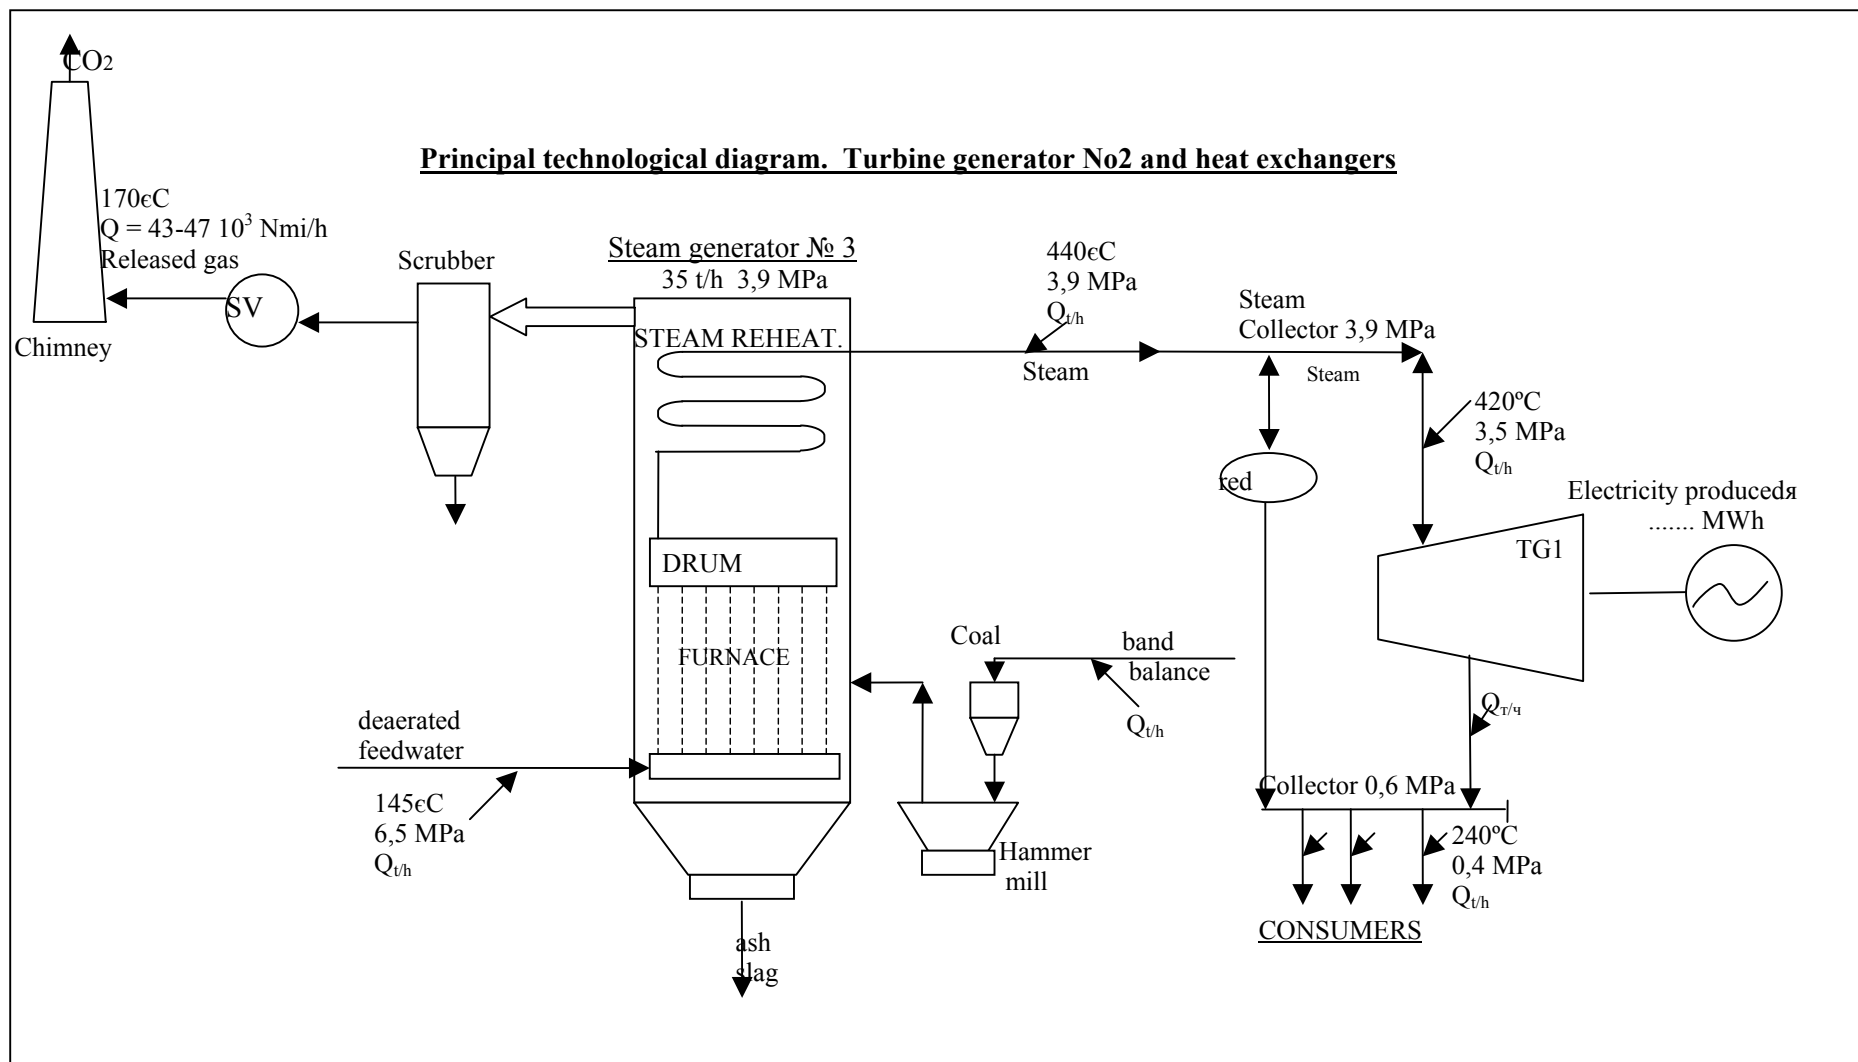 CO2
Principal technological diagram.  Turbine generator No2 and heat exchangers
170єC
Q = 43-47 10³ Nmi/h
Released gas
SV
Chimney
Scrubber
Steam generator № 3
35 t/h  3,9 MPa
STEAM REHEAT.
DRUM
FURNACE
deaerated
feedwater
145єC
6,5 MPa
Qt/h
ash
slag
440єC
3,9 MPa
Qt/h
Steam
Steam
Collector 3,9 MPa
Steam
red
420ºC
3,5 MPa
Qt/h
Electricity producedя
....... MWh
TG1
Coal
band
balance
Qt/h
Hammer
mill
Qт/ч
Collector 0,6 MPa
240ºC
0,4 MPa
Qt/h
CONSUMERS